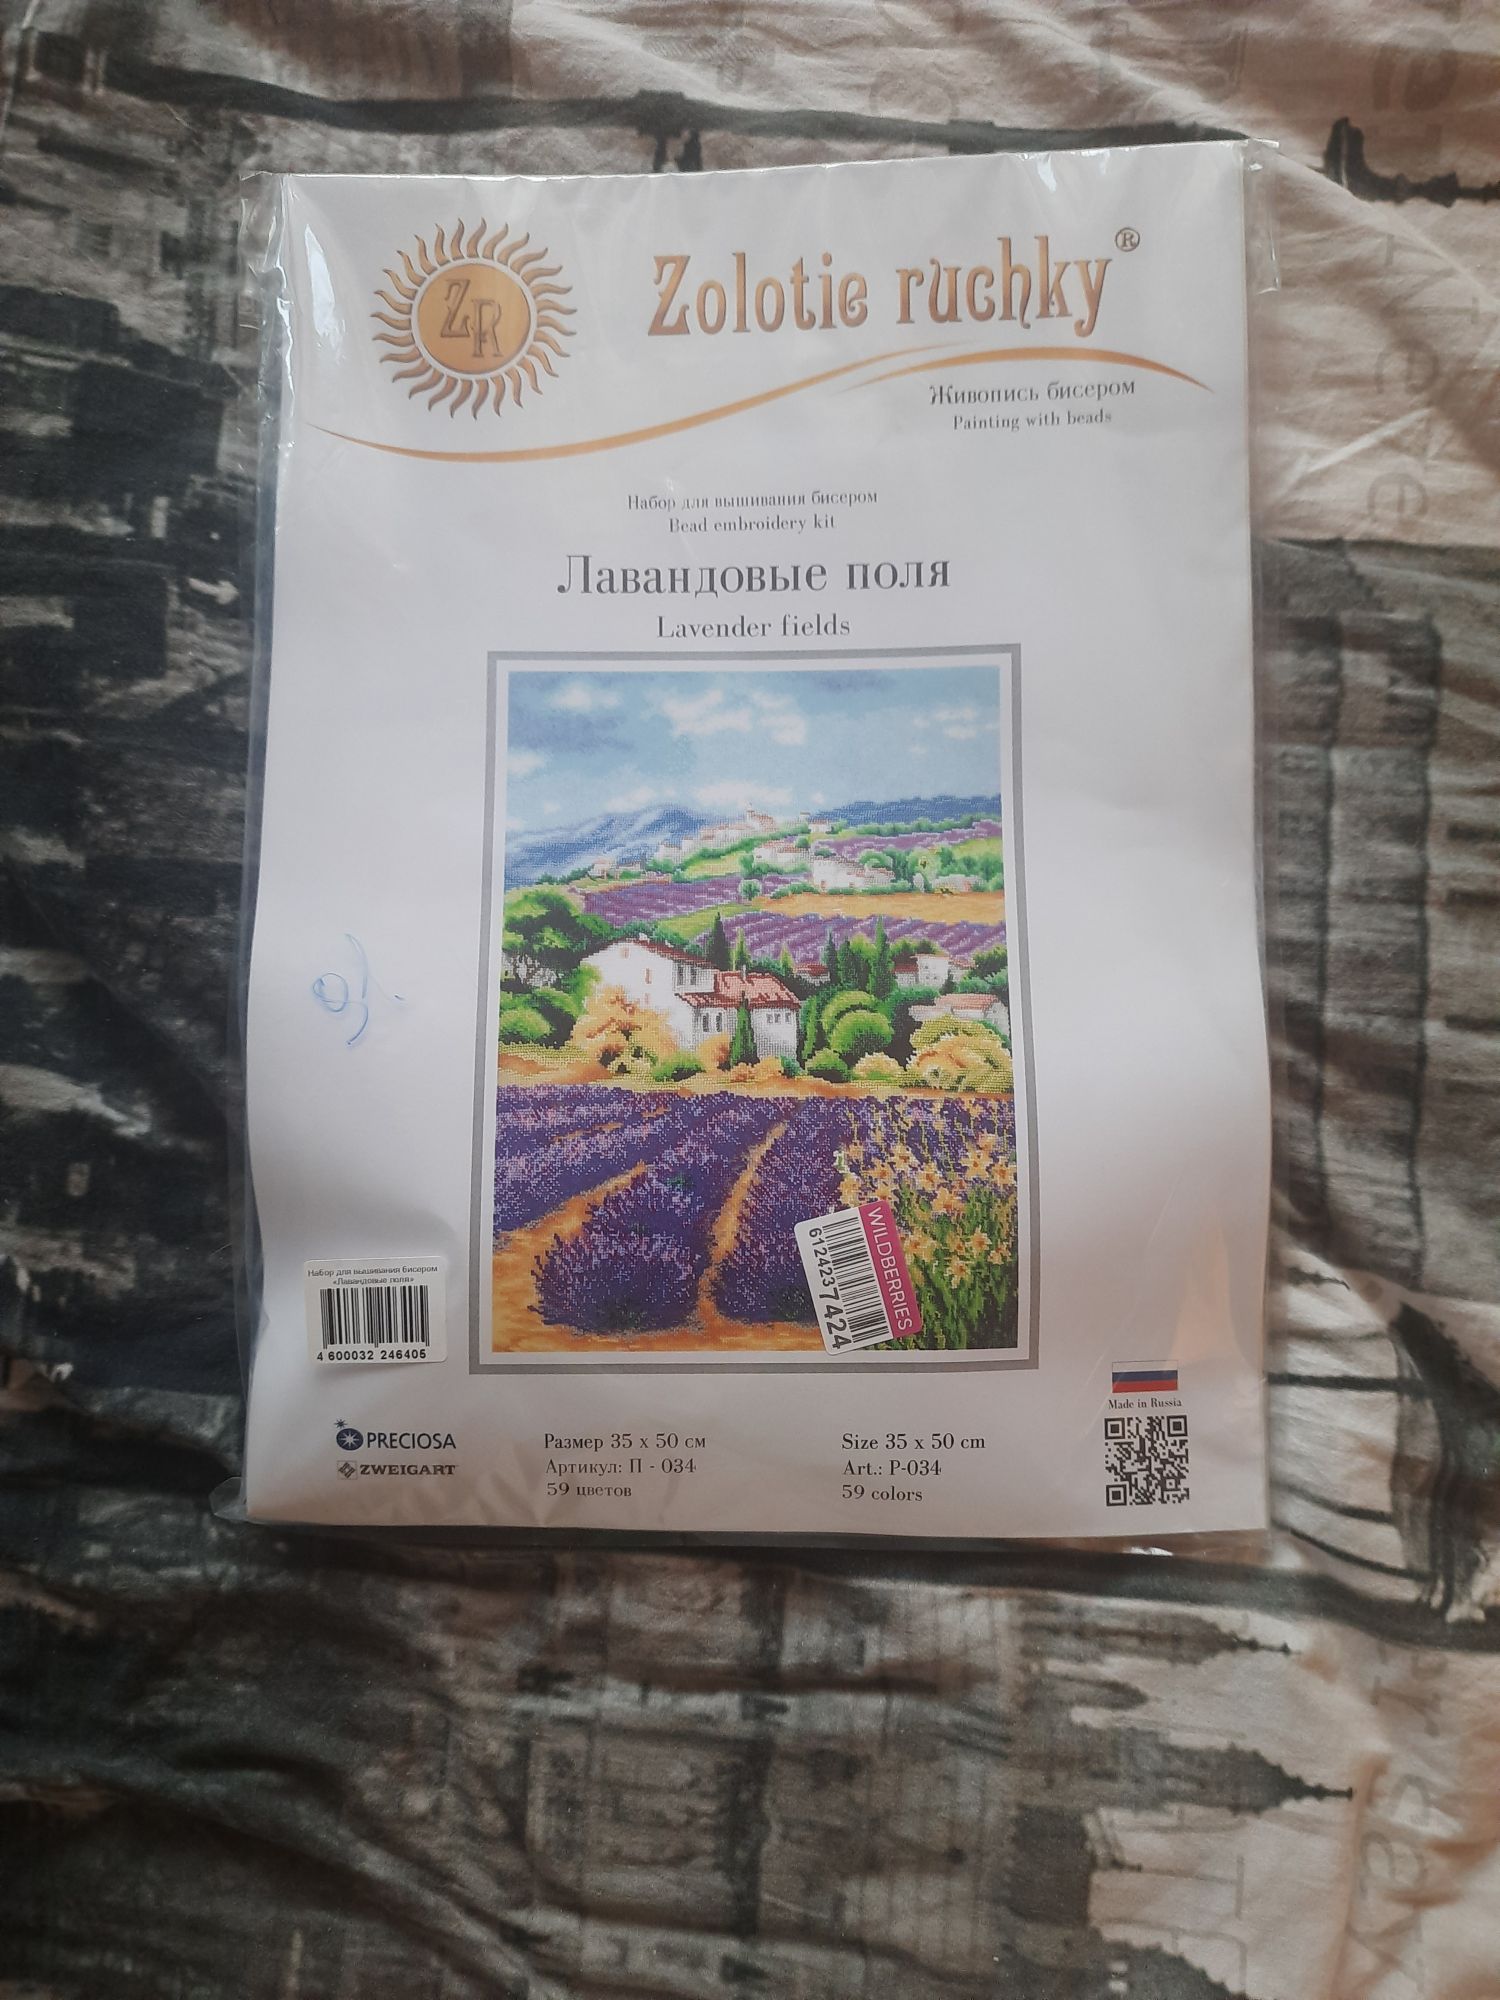 ZR
Zolotie ruchky®
Живопись бисером
Painting with beads
Набор для вышивания бисером
Bead embroidery kit
Лавандовые поля
Lavender fields
WILDBERRIES
6124237424
Набор для вышивания бисером
«Лавандовые поля»
4 600032 246405
PRECIOSA
ZWEIGART
Размер 35 x 50 см
Артикул: П - 034
59 цветов
Size 35 x 50 cm
Art.: P-034
59 colors
Made in Russia